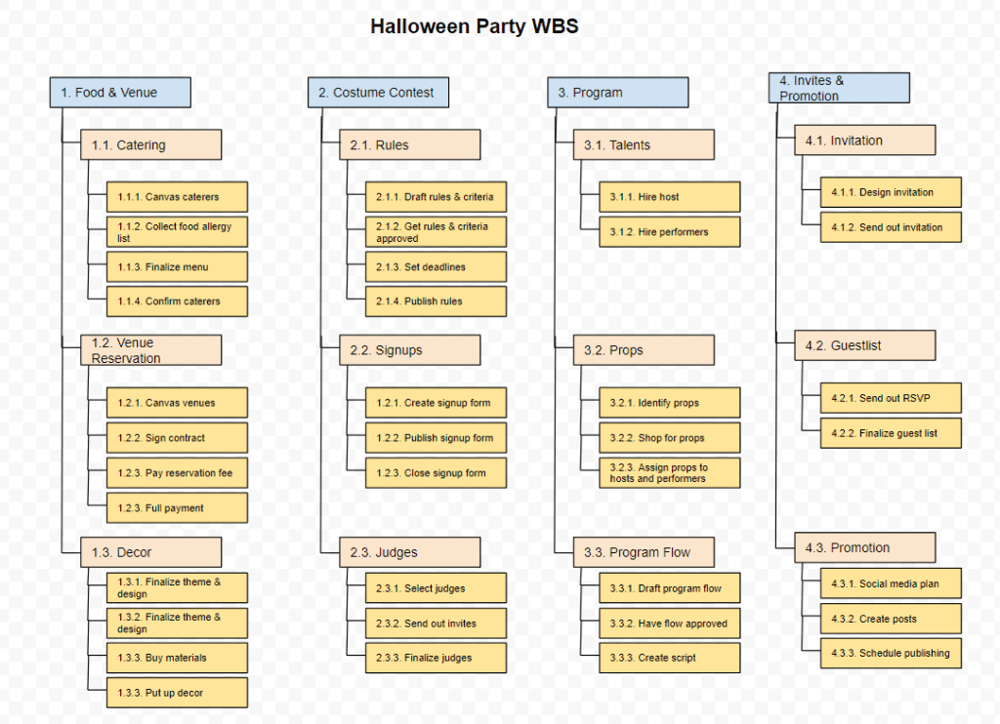 Halloween Party WBS
1. Food & Venue
1.1. Catering
1.1.1. Canvas caterers
1.1.2. Collect food allergy
list
1.1.3. Finalize menu
1.1.4. Confirm caterers
1.2. Venue
Reservation
1.2.1. Canvas venues
1.2.2. Sign contract
1.2.3. Pay reservation fee
1.2.3. Full payment
1.3. Decor
1.3.1. Finalize theme &
design
1.3.2. Finalize theme &
design
1.3.3. Buy materials
1.3.3. Put up decor
2. Costume Contest
2.1. Rules
2.1.1. Draft rules & criteria
2.1.2. Get rules & criteria
approved
2.1.3. Set deadlines
2.1.4. Publish rules
2.2. Signups
1.2.1. Create signup form
1.2.2. Publish signup form
1.2.3. Close signup form
2.3. Judges
2.3.1. Select judges
2.3.2. Send out invites
2.3.3. Finalize judges
3. Program
3.1. Talents
3.1.1. Hire host
3.1.2. Hire performers
3.2. Props
3.2.1. Identify props
3.2.2. Shop for props
3.2.3. Assign props to
hosts and performers
3.3. Program Flow
3.3.1. Draft program flow
3.3.2. Have flow approved
3.3.3. Create script
4. Invites &
Promotion
4.1. Invitation
4.1.1. Design invitation
4.1.2. Send out invitation
4.2. Guestlist
4.2.1. Send out RSVP
4.2.2. Finalize guest list
4.3. Promotion
4.3.1. Social media plan
4.3.2. Create posts
4.3.3. Schedule publishing